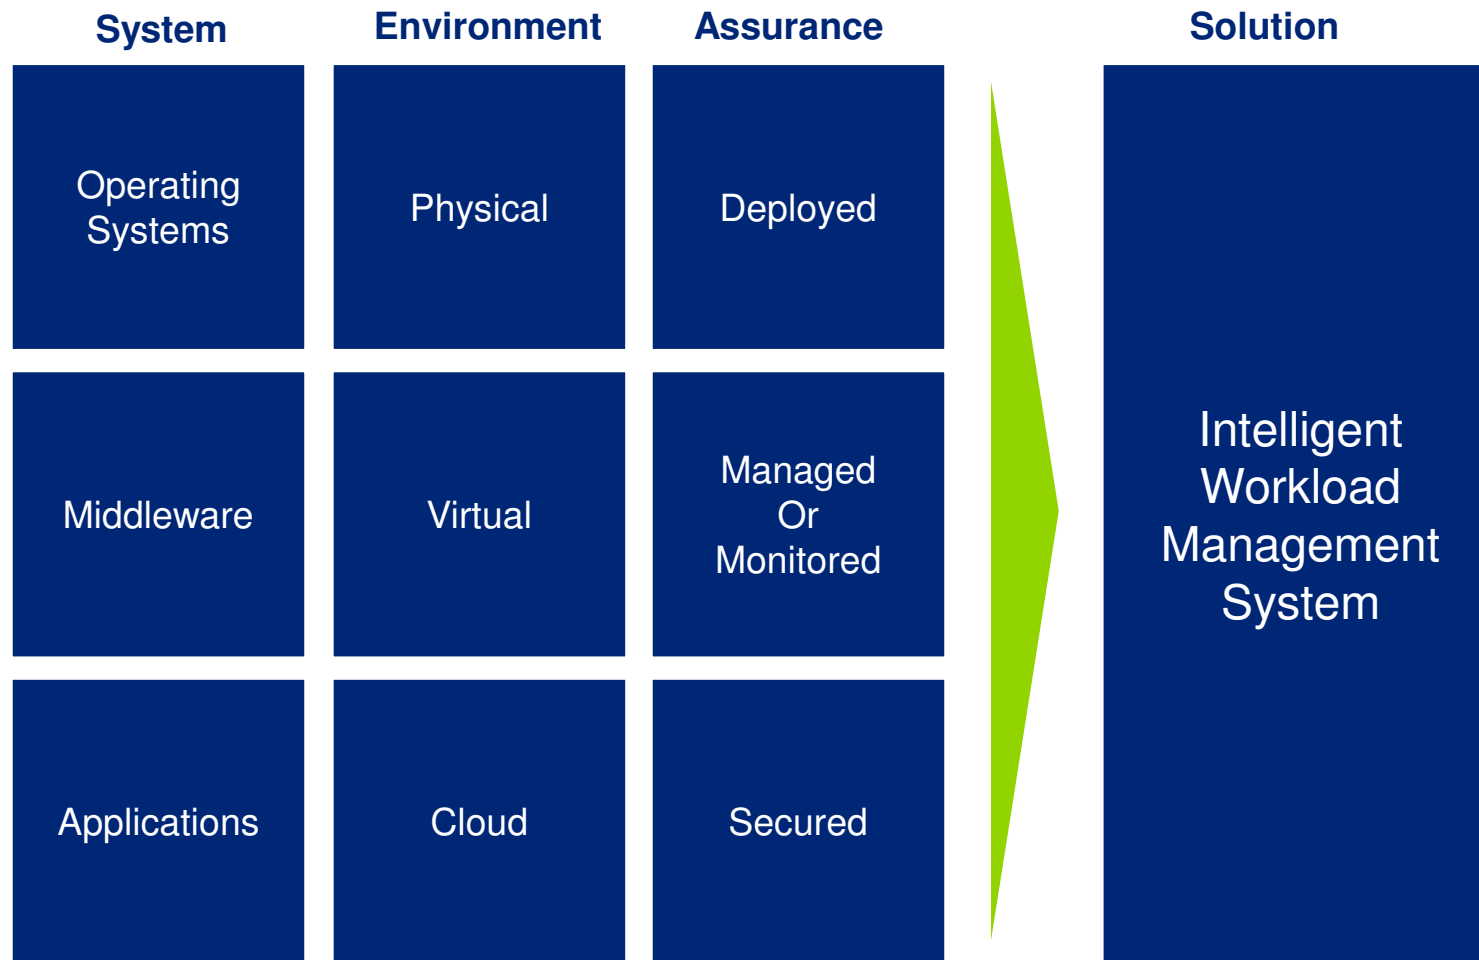 System
Environment
Assurance
Solution
Operating
Systems
Physical
Deployed
Middleware
Virtual
Managed
Or
Monitored
Applications
Cloud
Secured
Intelligent
Workload
Management
System